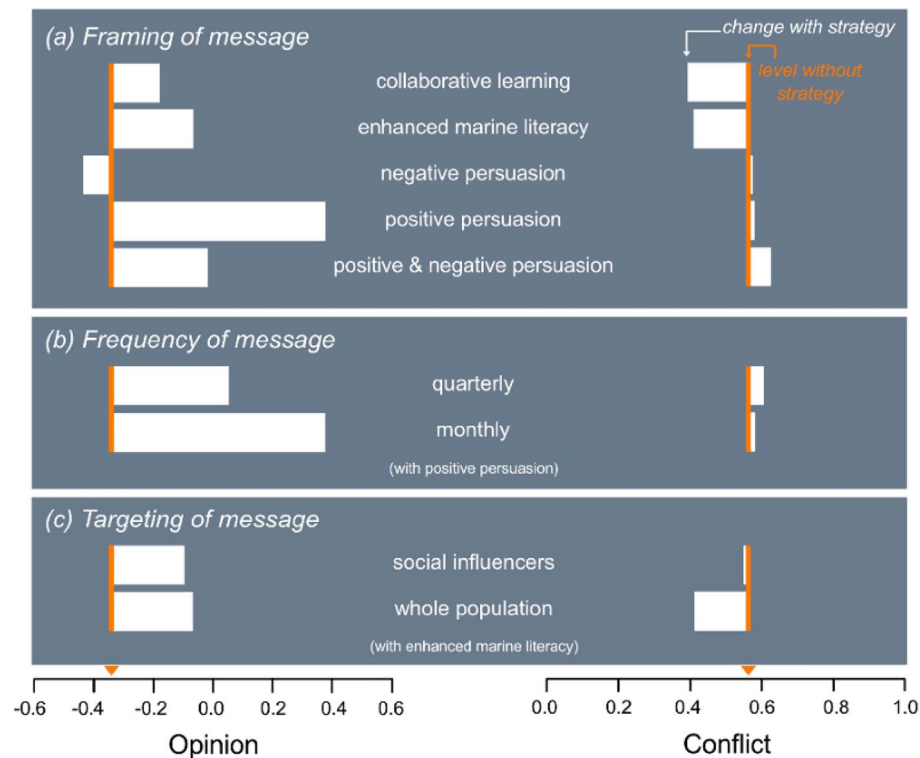 (a) Framing of message
change with strategy
level without
strategy
collaborative learning
enhanced marine literacy
negative persuasion
positive persuasion
positive & negative persuasion
(b) Frequency of message
quarterly
monthly
(with positive persuasion)
(c) Targeting of message
social influencers
whole population
(with enhanced marine literacy)
-0.6 -0.4 -0.2 0.0 0.2 0.4 0.6
0.0 0.2 0.4 0.6 0.8 1.0
Opinion
Conflict